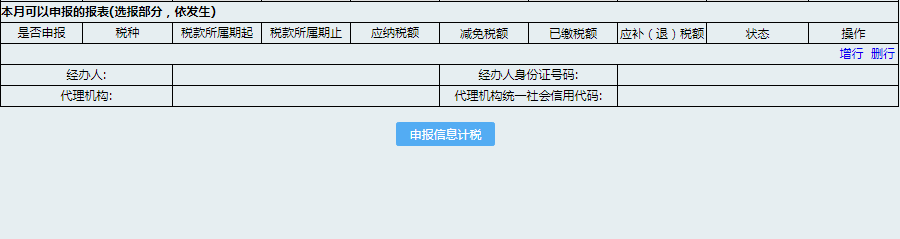 本月可以申报的报表(选报部分，依发生)
是否申报 税种 税款所属期起 税款所属期止 应纳税额 减免税额 已缴税额 应补（退）税额 状态 操作
增行 删行
经办人: 经办人身份证号码:
代理机构: 代理机构统一社会信用代码:
申报信息计税